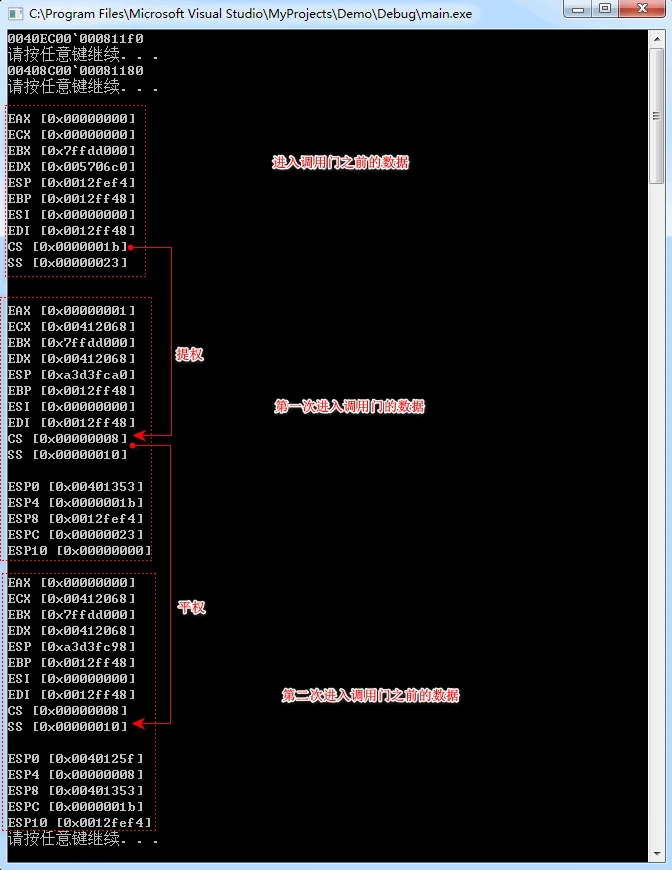 C:\Program Files\Microsoft Visual Studio\MyProjects\Demo\Debug\main.exe
0040EC00`000811f0
请按任意键继续. . .
00408C00`00081180
请按任意键继续. . .
EAX [0x00000000]
ECX [0x00000000]
EBX [0x7ffdd000]
进入调用门之前的数据
EDX [0x005706c0]
ESP [0x0012fef4]
EBP [0x0012ff48]
ESI [0x00000000]
EDI [0x0012ff48]
CS [0x0000001b]
SS [0x00000023]
EAX [0x00000001]
ECX [0x00412068]
EBX [0x7ffdd000]
提权
EDX [0x00412068]
ESP [0xa3d3fca0]
EBP [0x0012ff48]
第一次进入调用门的数据
ESI [0x00000000]
EDI [0x0012ff48]
CS [0x00000008]
SS [0x00000010]
ESP0 [0x00401353]
ESP4 [0x0000001b]
ESP8 [0x0012fef4]
ESPC [0x00000023]
ESP10 [0x00000000]
EAX [0x00000000]
ECX [0x00412068]
平权
EBX [0x7ffdd000]
EDX [0x00412068]
ESP [0xa3d3fc98]
EBP [0x0012ff48]
ESI [0x00000000]
EDI [0x0012ff48]
第二次进入调用门之前的数据
CS [0x00000008]
SS [0x00000010]
ESP0 [0x0040125f]
ESP4 [0x00000008]
ESP8 [0x00401353]
ESPC [0x0000001b]
ESP10 [0x0012fef4]
请按任意键继续. . .